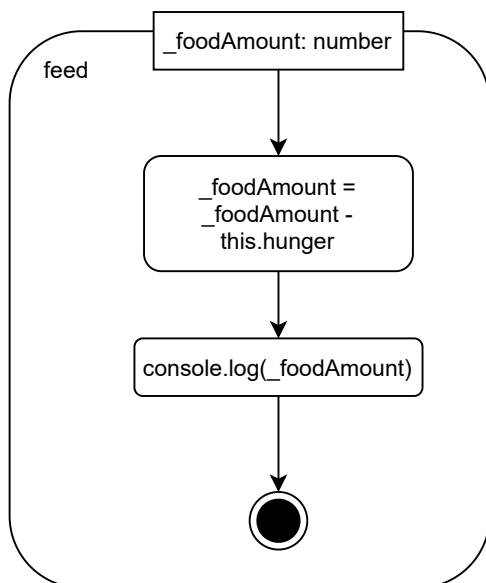 _foodAmount: number
feed
_foodAmount =
_foodAmount -
this.hunger
console.log(_foodAmount)